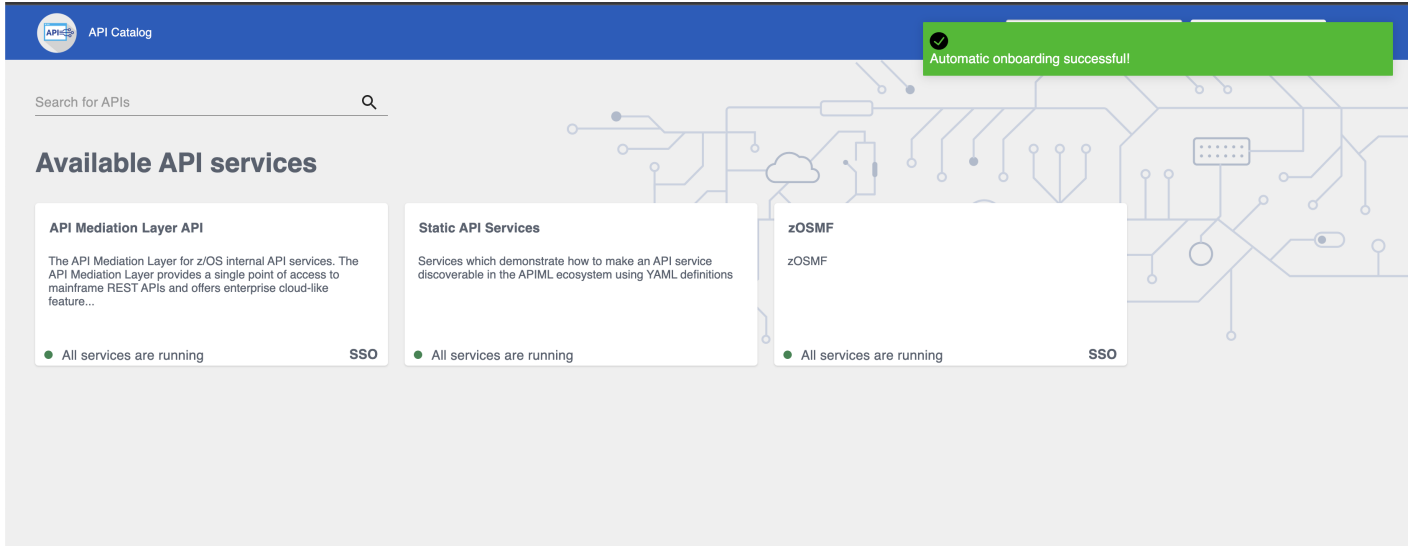 API
API Catalog
Automatic onboarding successful!
Search for APIs
Available API services
API Mediation Layer API
The API Mediation Layer for z/OS internal API services. The
API Mediation Layer provides a single point of access to
mainframe REST APIs and offers enterprise cloud-like
feature...
All services are running
SSO
Static API Services
Services which demonstrate how to make an API service
discoverable in the APIML ecosystem using YAML definitions
All services are running
zOSMF
zOSMF
All services are running
SSO